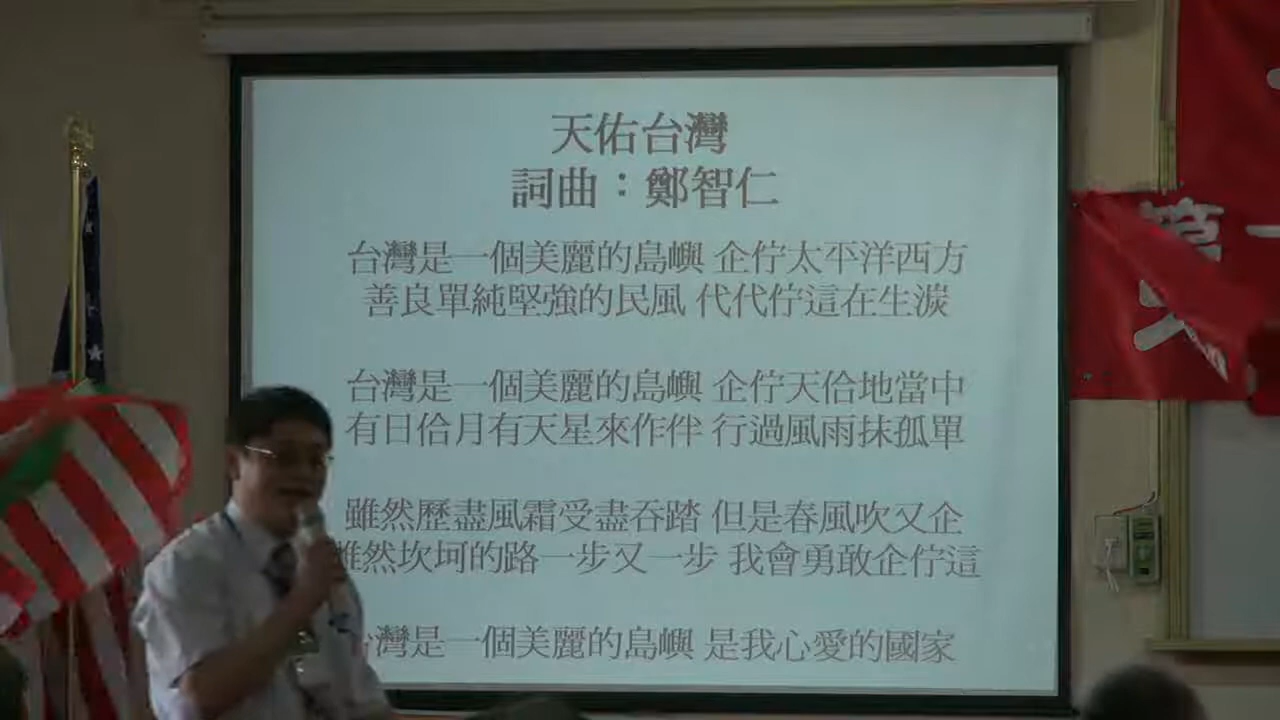 天佑台灣
詞曲：鄭智仁
台灣是一個美麗的島嶼 企佇太平洋西方
善良單純堅強的民風 代代佇這在生湠
台灣是一個美麗的島嶼 企佇天佮地當中
有日佮月有天星來作伴 行過風雨抹孤單
雖然歷盡風霜受盡吞踏 但是春風吹又企
雖然坎坷的路一步又一步 我會勇敢企佇這
台灣是一個美麗的島嶼 是我心愛的國家